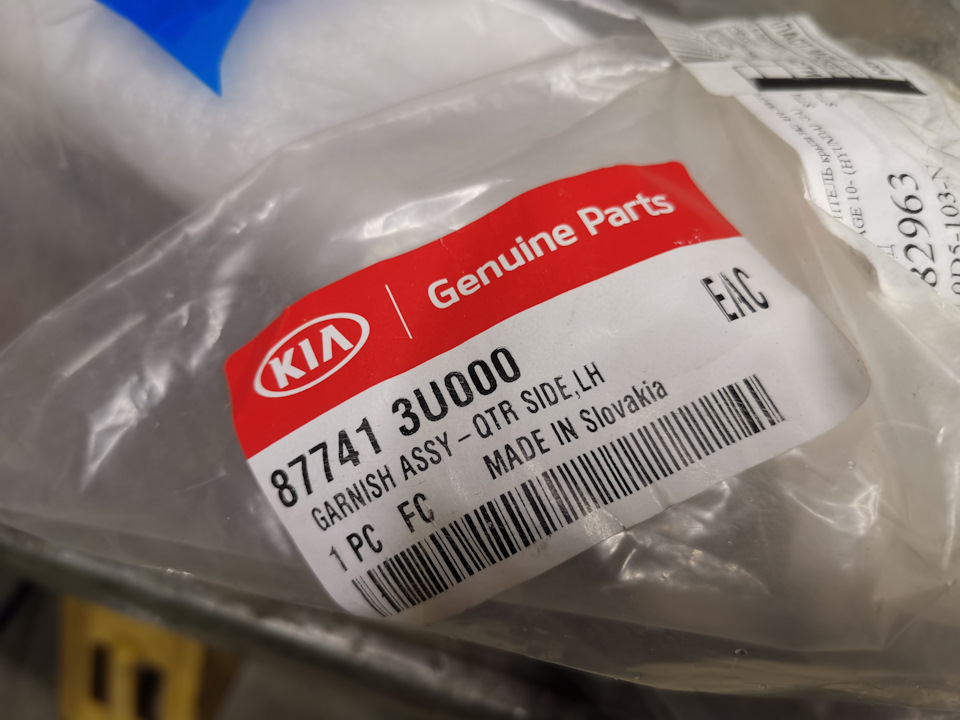 KIA Genuine Parts
EAC
87741 3U000
GARNISH ASSY-QTR SIDE,LH
1 PC FC MADE IN Slovakia
82963